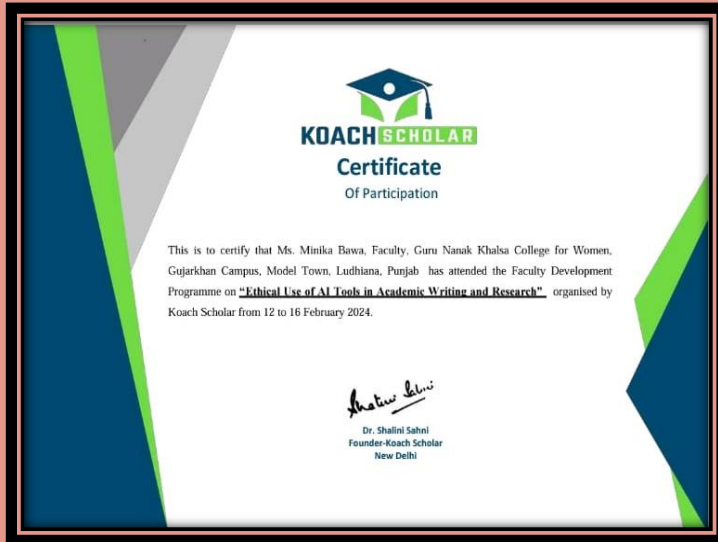 KOACH SCHOLAR
Certificate
Of Participation
This is to certify that Ms. Minika Bawa, Faculty, Guru Nanak Khalsa College for Women,
Gujarkhan Campus, Model Town, Ludhiana, Punjab has attended the Faculty Development
Programme on "Ethical Use of AI Tools in Academic Writing and Research" organised by
Koach Scholar from 12 to 16 February 2024.
Shalini Sahni
Dr. Shalini Sahni
Founder-Koach Scholar
New Delhi